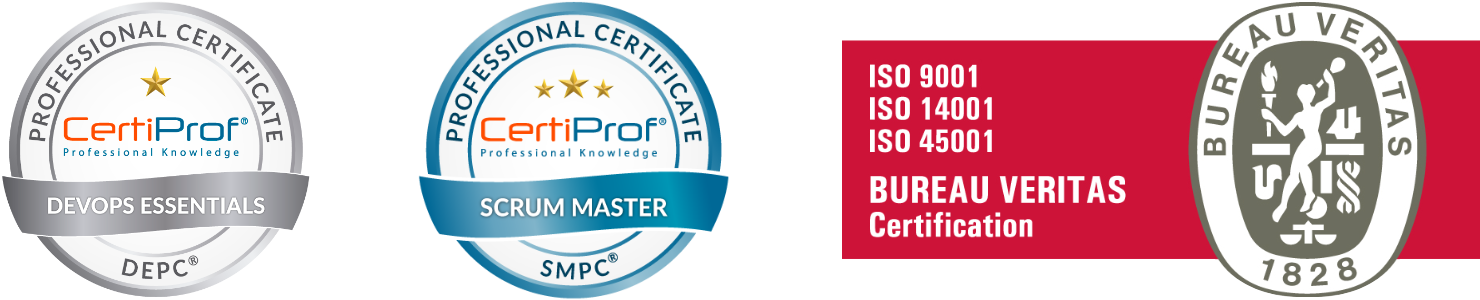 PROFESSIONAL CERTIFICATE
CertiProf®
Professional Knowledge
DEVOPS ESSENTIALS
DEPC®
PROFESSIONAL CERTIFICATE
CertiProf®
Professional Knowledge
SCRUM MASTER
SMPC®
ISO 9001
ISO 14001
ISO 45001
BUREAU VERITAS
Certification
BUREAU VERITAS
1828